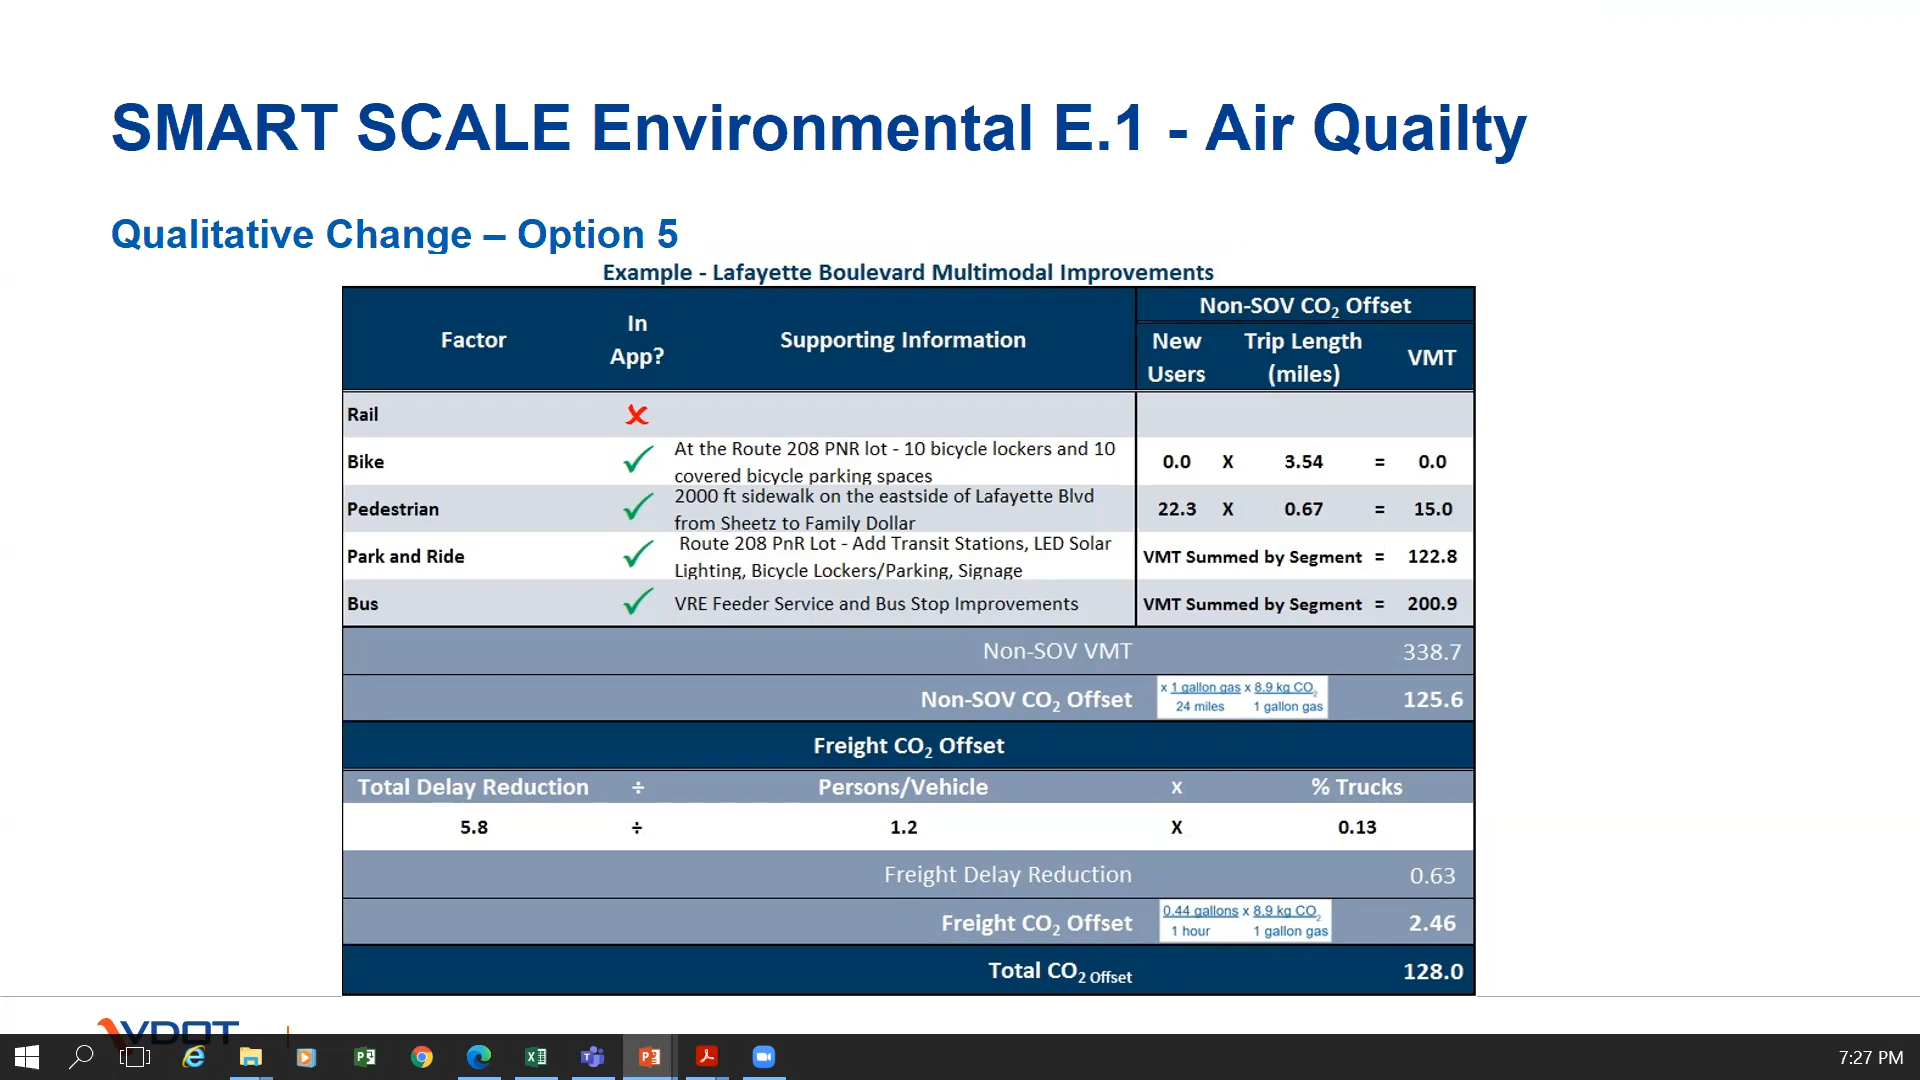 SMART SCALE Environmental E.1 - Air Quailty
Qualitative Change – Option 5
Example - Lafayette Boulevard Multimodal Improvements
Factor In App? Supporting Information Non-SOV CO2 Offset
New Users Trip Length (miles) VMT
Rail ✗
Bike ✓ At the Route 208 PNR lot - 10 bicycle lockers and 10 covered bicycle parking spaces 0.0 X 3.54 = 0.0
Pedestrian ✓ 2000 ft sidewalk on the eastside of Lafayette Blvd from Sheetz to Family Dollar 22.3 X 0.67 = 15.0
Park and Ride ✓ Route 208 PnR Lot - Add Transit Stations, LED Solar Lighting, Bicycle Lockers/Parking, Signage VMT Summed by Segment = 122.8
Bus ✓ VRE Feeder Service and Bus Stop Improvements VMT Summed by Segment = 200.9
Non-SOV VMT 338.7
Non-SOV CO2 Offset x 1 gallon gas x 8.9 kg CO2 125.6
24 miles 1 gallon gas
Freight CO2 Offset
Total Delay Reduction ÷ Persons/Vehicle x % Trucks
5.8 ÷ 1.2 X 0.13
Freight Delay Reduction 0.63
Freight CO2 Offset 0.44 gallons x 8.9 kg CO2 2.46
1 hour 1 gallon gas
Total CO2 Offset 128.0
VDOT
7:27 PM